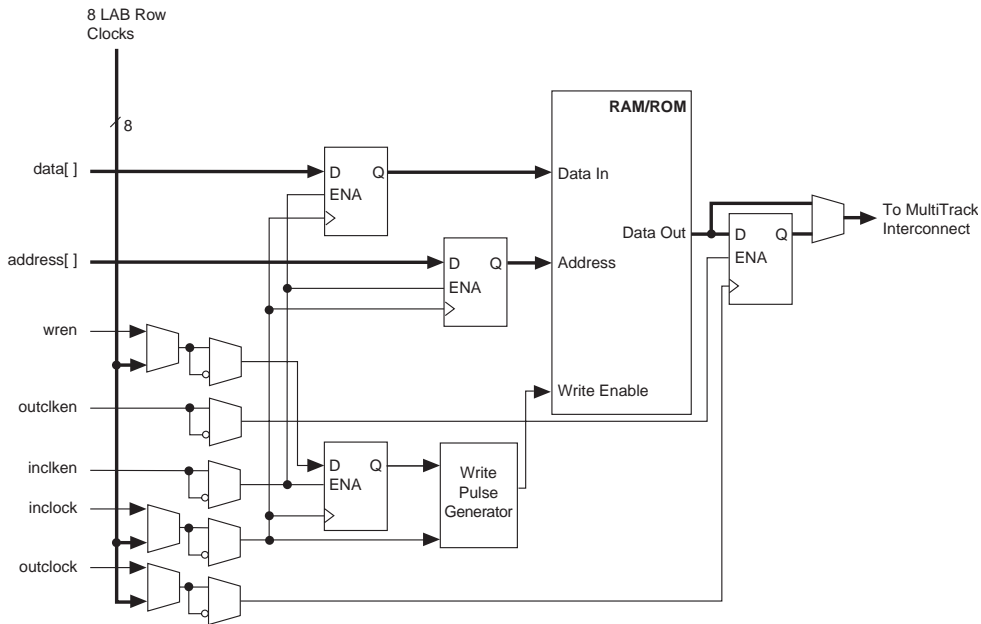 8 LAB Row
Clocks
8
RAM/ROM
data[ ]
D Q
ENA
Data In
To MultiTrack
Interconnect
Data Out
D Q
ENA
address[ ]
D Q
ENA
Address
wren
Write Enable
outclken
inclken
D Q
ENA
Write
Pulse
Generator
inclock
outclock